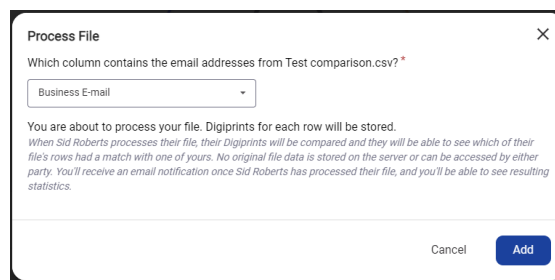 Process File
Which column contains the email addresses from Test comparison.csv? *
Business E-mail
You are about to process your file. Digiprints for each row will be stored.
When Sid Roberts processes their file, their Digiprints will be compared and they will be able to see which of their
file's rows had a match with one of yours. No original file data is stored on the server or can be accessed by either
party. You'll receive an email notification once Sid Roberts has processed their file, and you'll be able to see resulting
statistics.
Cancel
Add